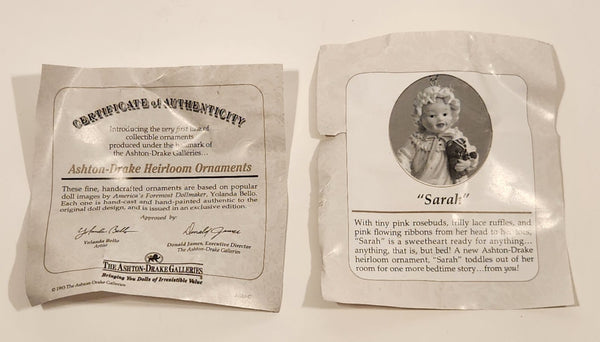 CERTIFICATE of AUTHENTICITY
Introducing the very first line of
collectible ornaments
produced under the hallmark of
the Ashton-Drake Galleries...
Ashton-Drake Heirloom Ornaments
These fine, handcrafted ornaments are based on popular
doll images by America's Foremost Dollmaker, Yolanda Bello.
Each one is hand-cast and hand-painted authentic to the
original doll design, and is issued in an exclusive edition.
Approved by:
Yolanda Bello
Donald James
Yolanda Bello
Artist
Donald James, Executive Director
The Ashton-Drake Galleries
THE ASHTON-DRAKE GALLERIES
Bringing You Dolls of Irresistible Value
©1993 The Ashton-Drake Galleries
"Sarah"
With tiny pink rosebuds, frilly lace ruffles, and
pink flowing ribbons from her head to her toes,
"Sarah" is a sweetheart ready for anything...
anything, that is, but bed! A new Ashton-Drake
heirloom ornament, "Sarah" toddles out of her
room for one more bedtime story...from you!